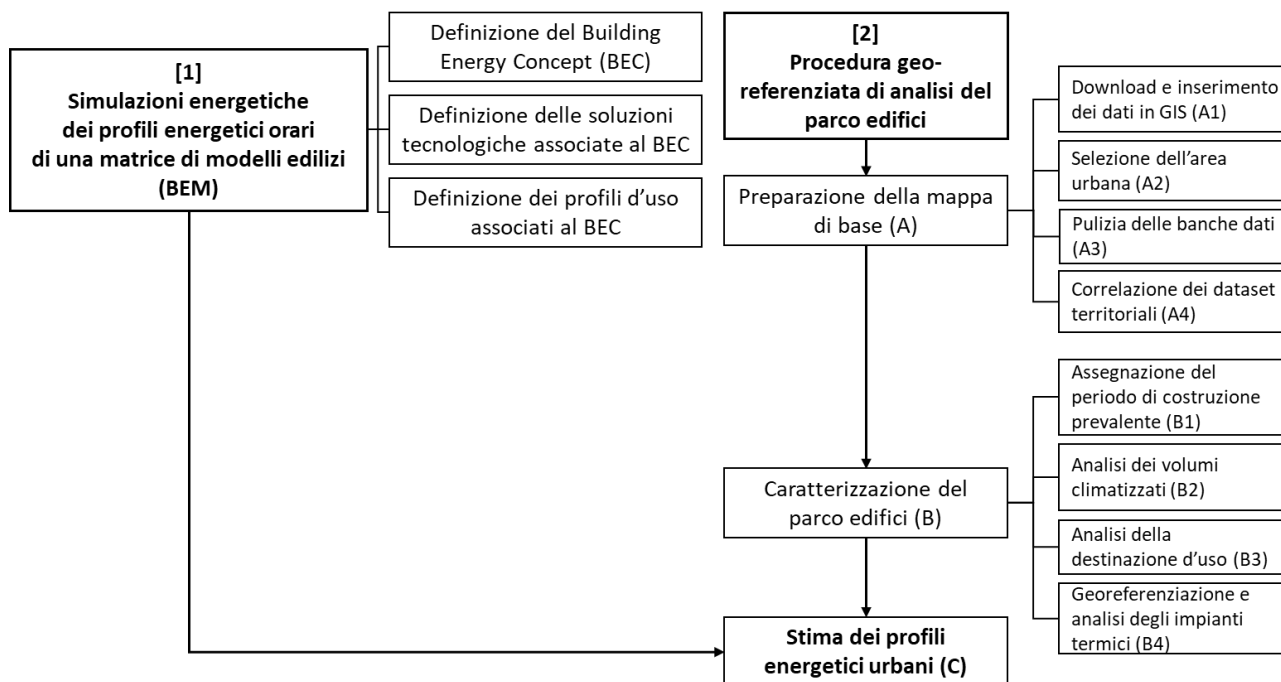 [1]
Simulazioni energetiche
dei profili energetici orari
di una matrice di modelli edilizi
(BEM)
Definizione del Building
Energy Concept (BEC)
Definizione delle soluzioni
tecnologiche associate al BEC
Definizione dei profili d’uso
associati al BEC
[2]
Procedura geo-
referenziata di analisi del
parco edifici
Preparazione della mappa
di base (A)
Download e inserimento
dei dati in GIS (A1)
Selezione dell’area
urbana (A2)
Pulizia delle banche dati
(A3)
Correlazione dei dataset
territoriali (A4)
Caratterizzazione del
parco edifici (B)
Assegnazione del
periodo di costruzione
prevalente (B1)
Analisi dei volumi
climatizzati (B2)
Analisi della
destinazione d’uso (B3)
Georeferenziazione e
analisi degli impianti
termici (B4)
Stima dei profili
energetici urbani (C)